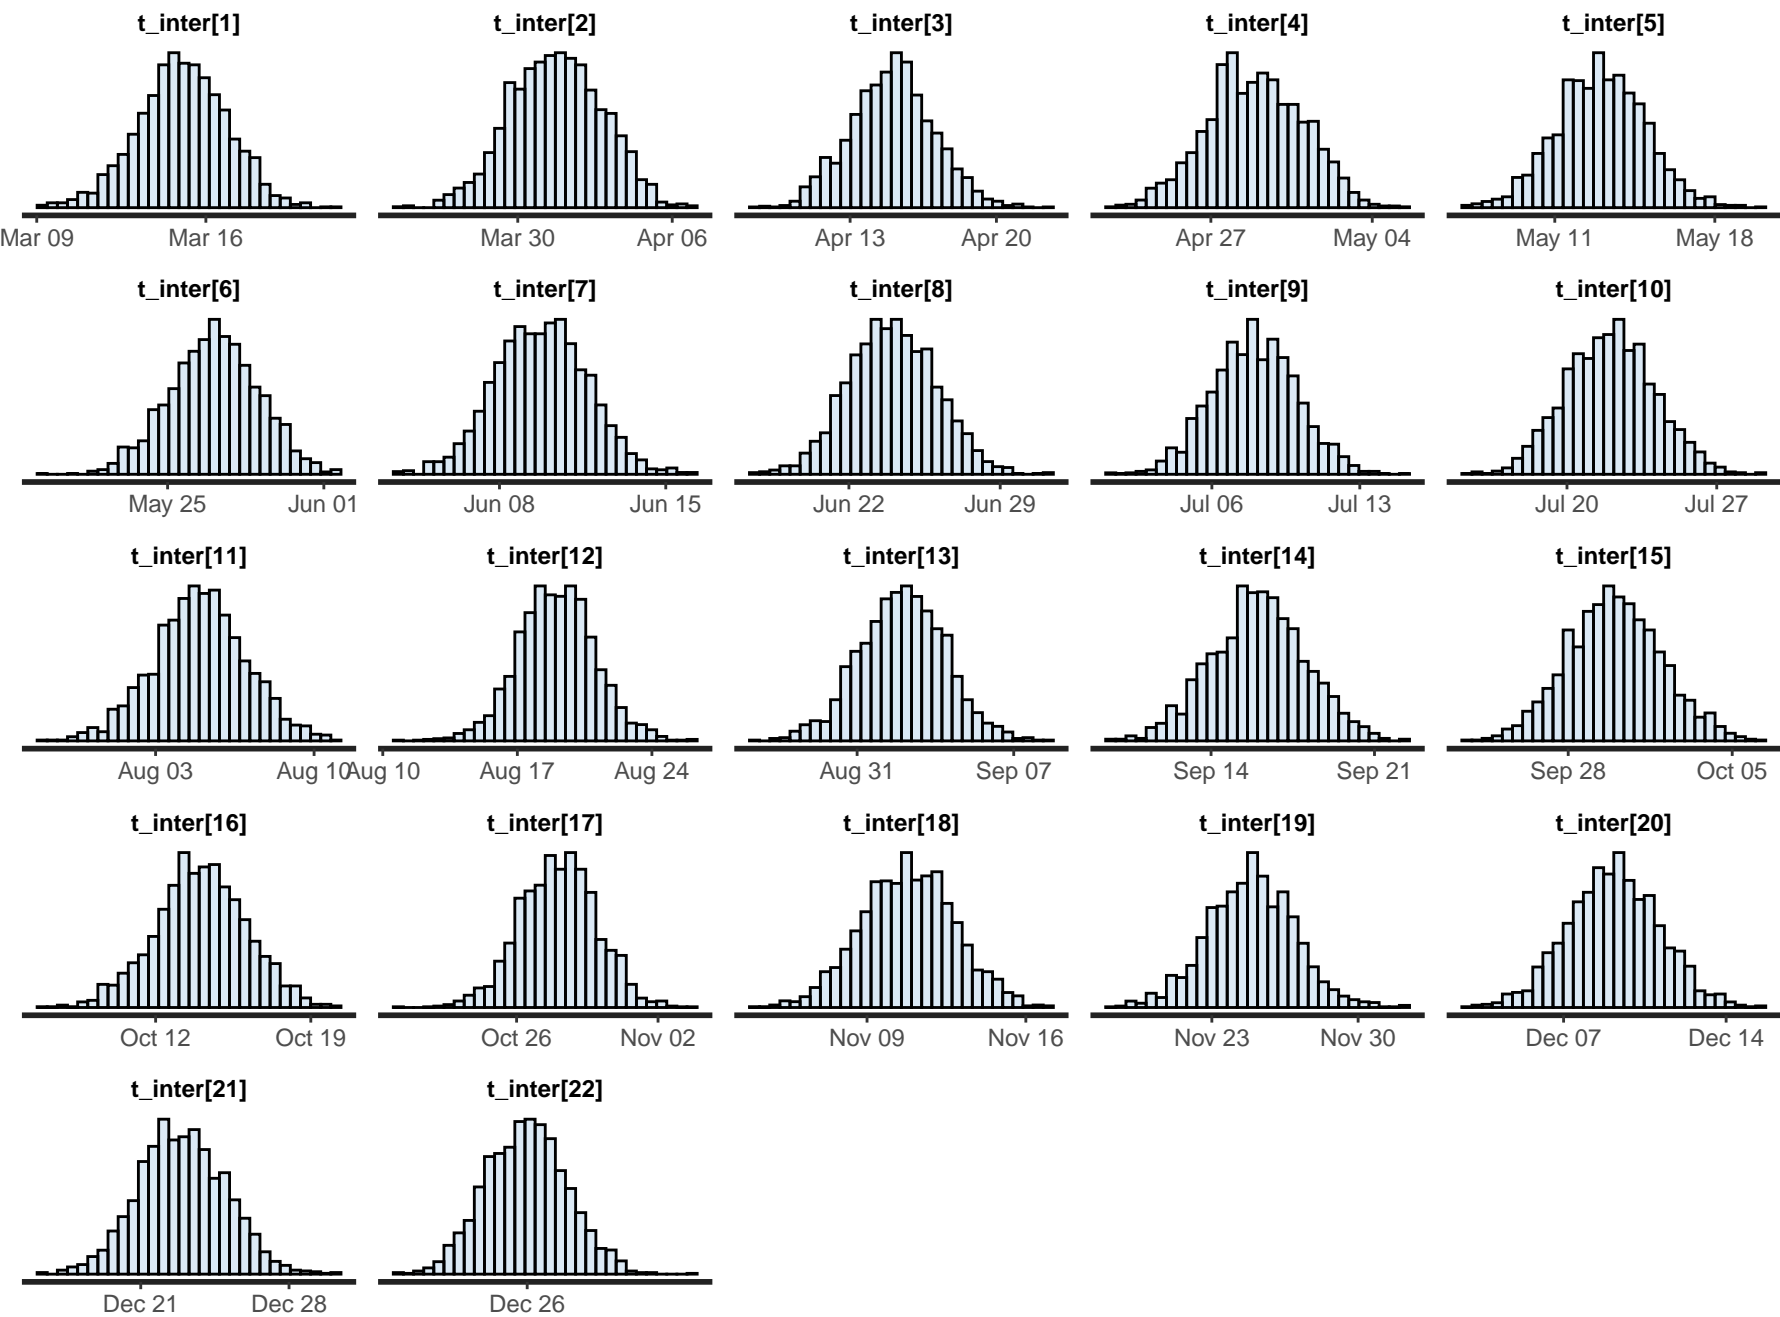 t_inter[1] t_inter[2] t_inter[3] t_inter[4] t_inter[5]
Mar 09 Mar 16 Mar 30 Apr 06 Apr 13 Apr 20 Apr 27 May 04 May 11 May 18
t_inter[6] t_inter[7] t_inter[8] t_inter[9] t_inter[10]
May 25 Jun 01 Jun 08 Jun 15 Jun 22 Jun 29 Jul 06 Jul 13 Jul 20 Jul 27
t_inter[11] t_inter[12] t_inter[13] t_inter[14] t_inter[15]
Aug 03 Aug 10 Aug 10 Aug 17 Aug 24 Aug 31 Sep 07 Sep 14 Sep 21 Sep 28 Oct 05
t_inter[16] t_inter[17] t_inter[18] t_inter[19] t_inter[20]
Oct 12 Oct 19 Oct 26 Nov 02 Nov 09 Nov 16 Nov 23 Nov 30 Dec 07 Dec 14
t_inter[21] t_inter[22]
Dec 21 Dec 28 Dec 26